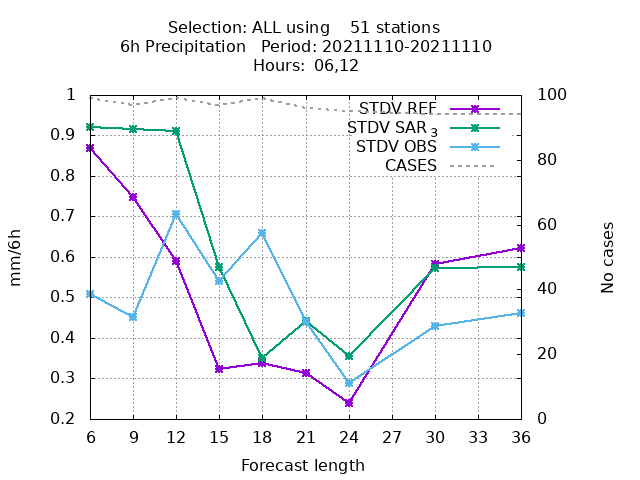 Selection: ALL using    51 stations
6h Precipitation   Period: 20211110-20211110
Hours: 06,12
STDV REF
STDV SAR 3
STDV OBS
CASES
1
0.9
0.8
0.7
0.6
0.5
0.4
0.3
0.2
100
80
60
40
20
0
mm/6h
No cases
6 9 12 15 18 21 24 27 30 33 36
Forecast length